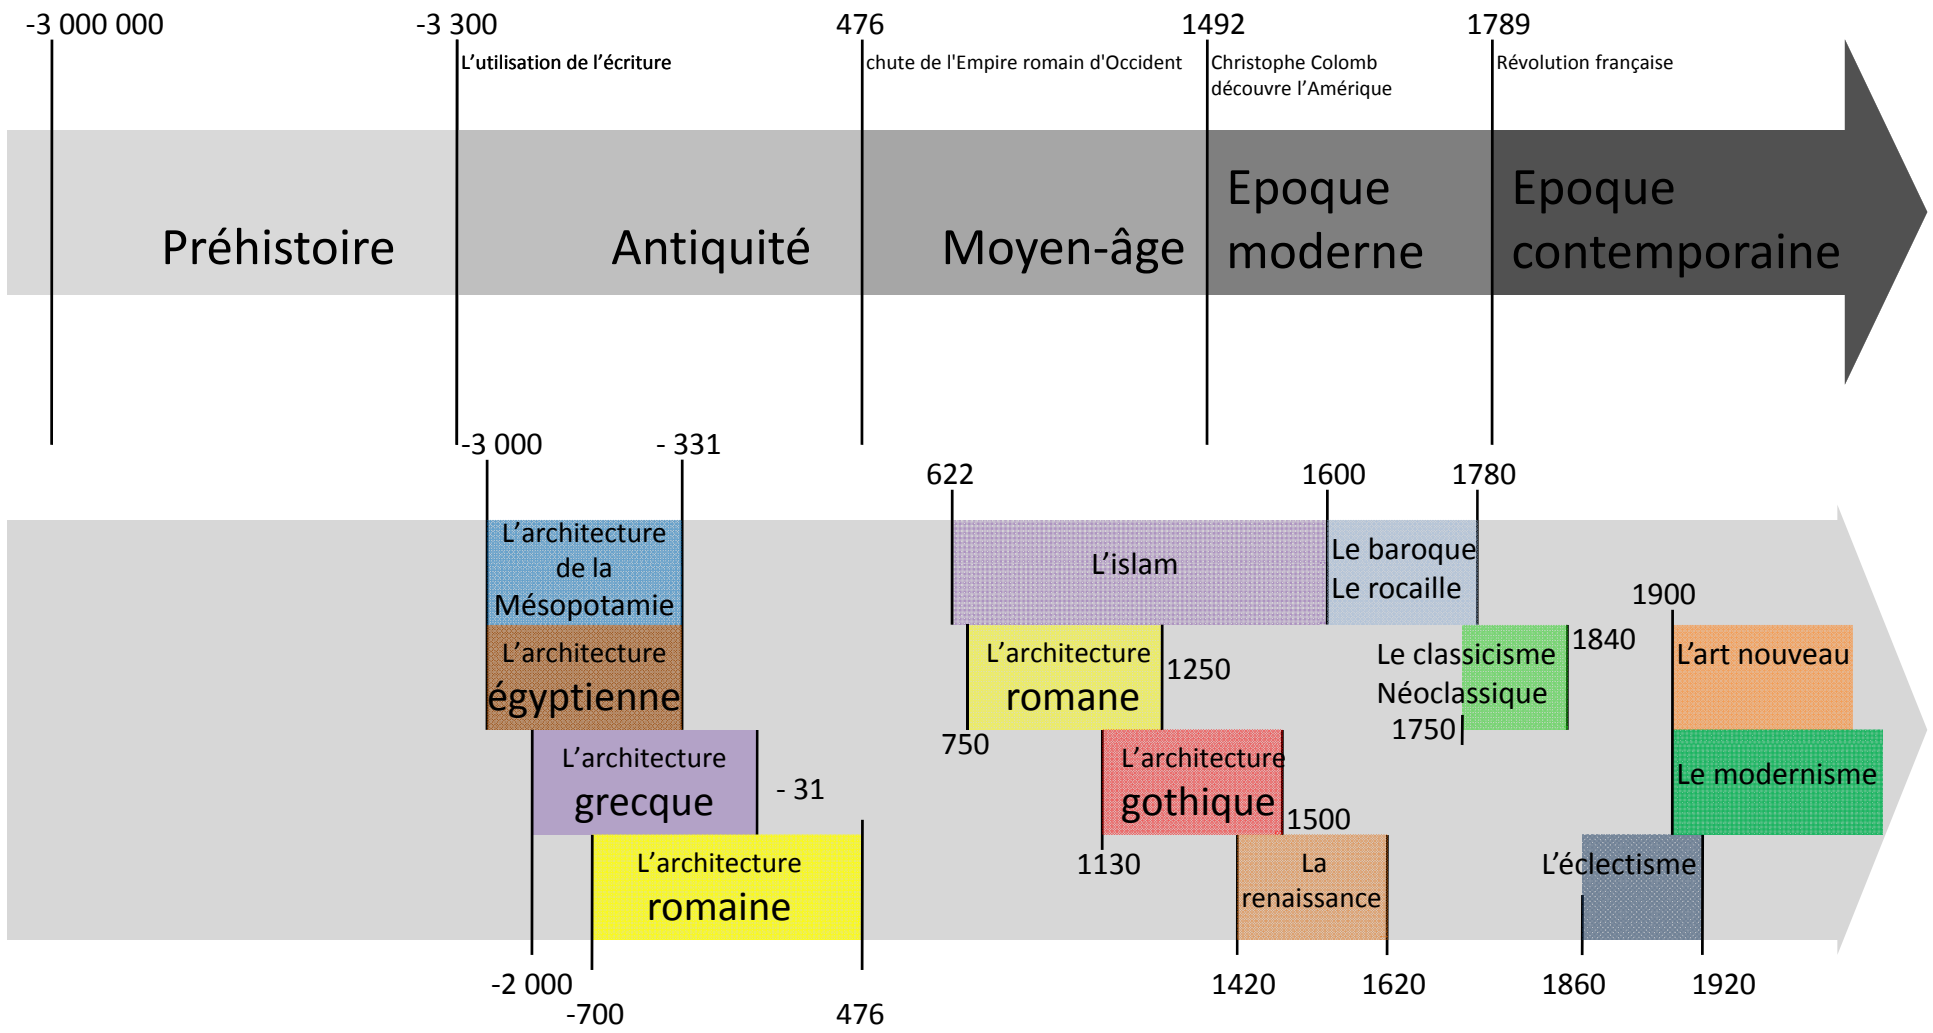 -3 000 000
-3 300
476
1492
1789
L'utilisation de l'écriture
chute de l'Empire romain d'Occident
Christophe Colomb
découvre l'Amérique
Révolution française
Préhistoire
Antiquité
Moyen-âge
Epoque
moderne
Epoque
contemporaine
-3 000
- 331
622
1600
1780
L'architecture
de la
Mésopotamie
L'islam
Le baroque
Le rocaille
1900
L'architecture
égyptienne
L'architecture
romane
1250
750
Le classicisme
Néoclassique
1750
1840
L'art nouveau
L'architecture
grecque
- 31
L'architecture
gothique
1500
1130
Le modernisme
L'architecture
romaine
La
renaissance
L'éclectisme
-2 000
-700
476
1420
1620
1860
1920